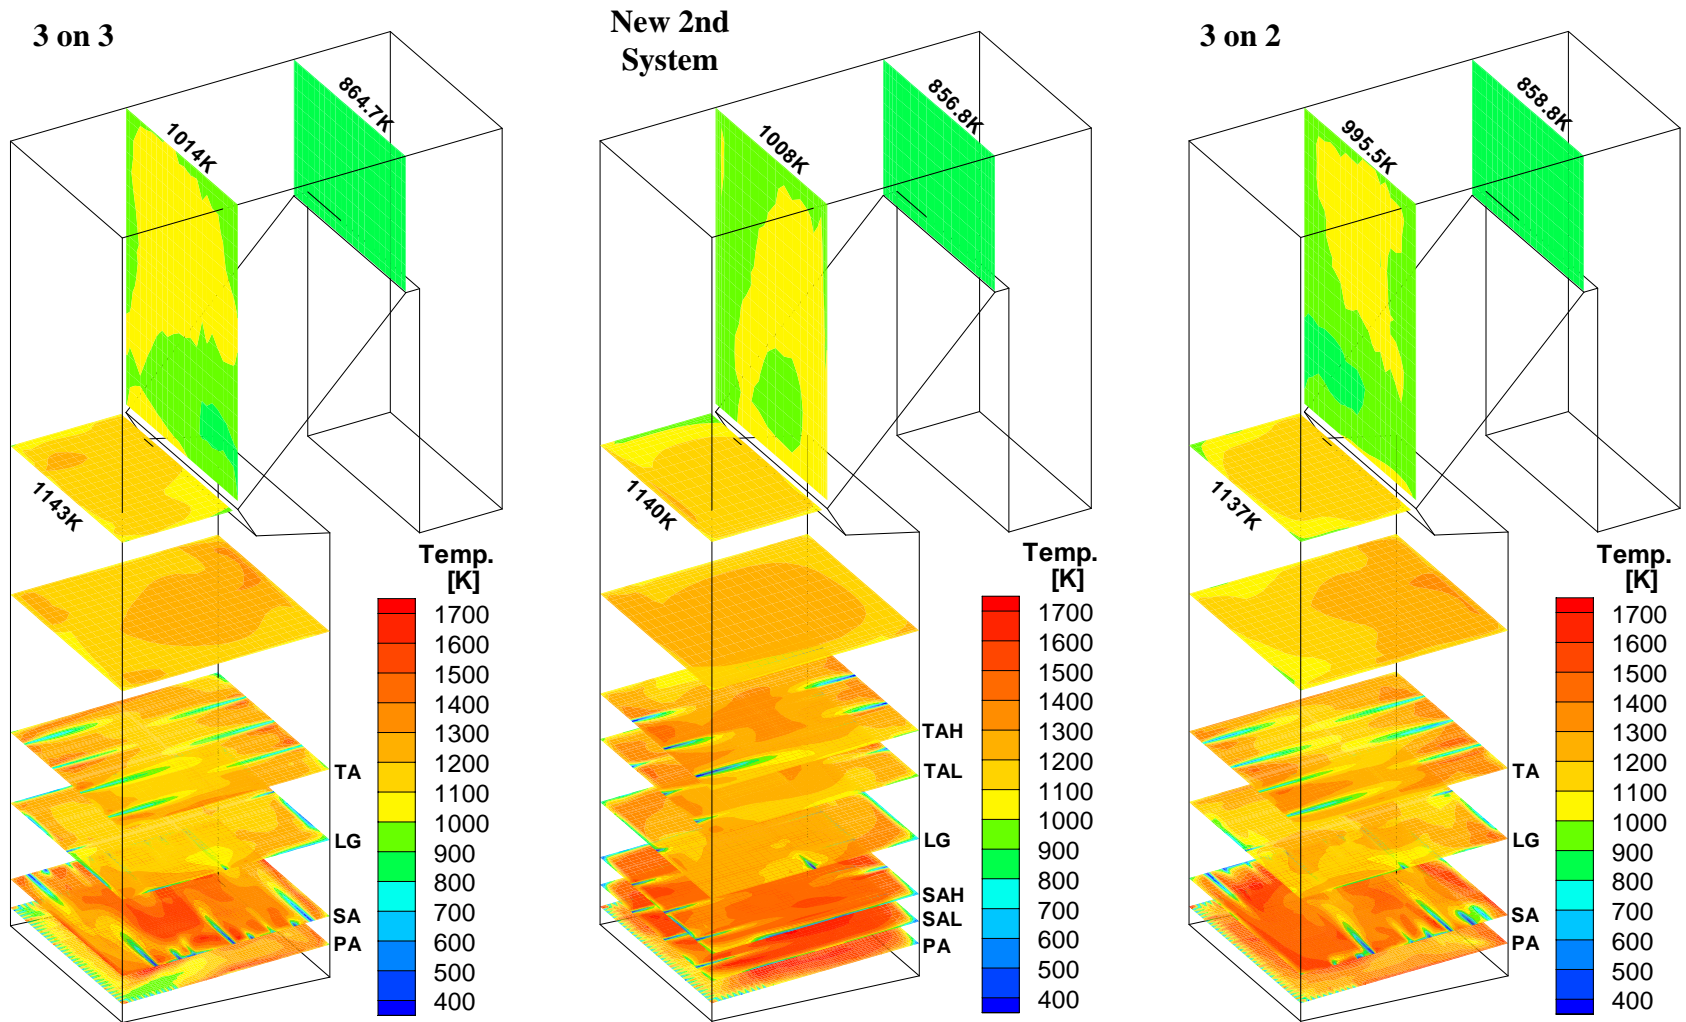 3 on 3
864.7K
1014K
1143K
TA
LG
SA
PA
Temp.
[K]
1700
1600
1500
1400
1300
1200
1100
1000
900
800
700
600
500
400
New 2nd
System
856.8K
1008K
1140K
TAH
TAL
LG
SAH
SAL
PA
Temp.
[K]
1700
1600
1500
1400
1300
1200
1100
1000
900
800
700
600
500
400
3 on 2
858.8K
995.5K
1137K
TA
LG
SA
PA
Temp.
[K]
1700
1600
1500
1400
1300
1200
1100
1000
900
800
700
600
500
400